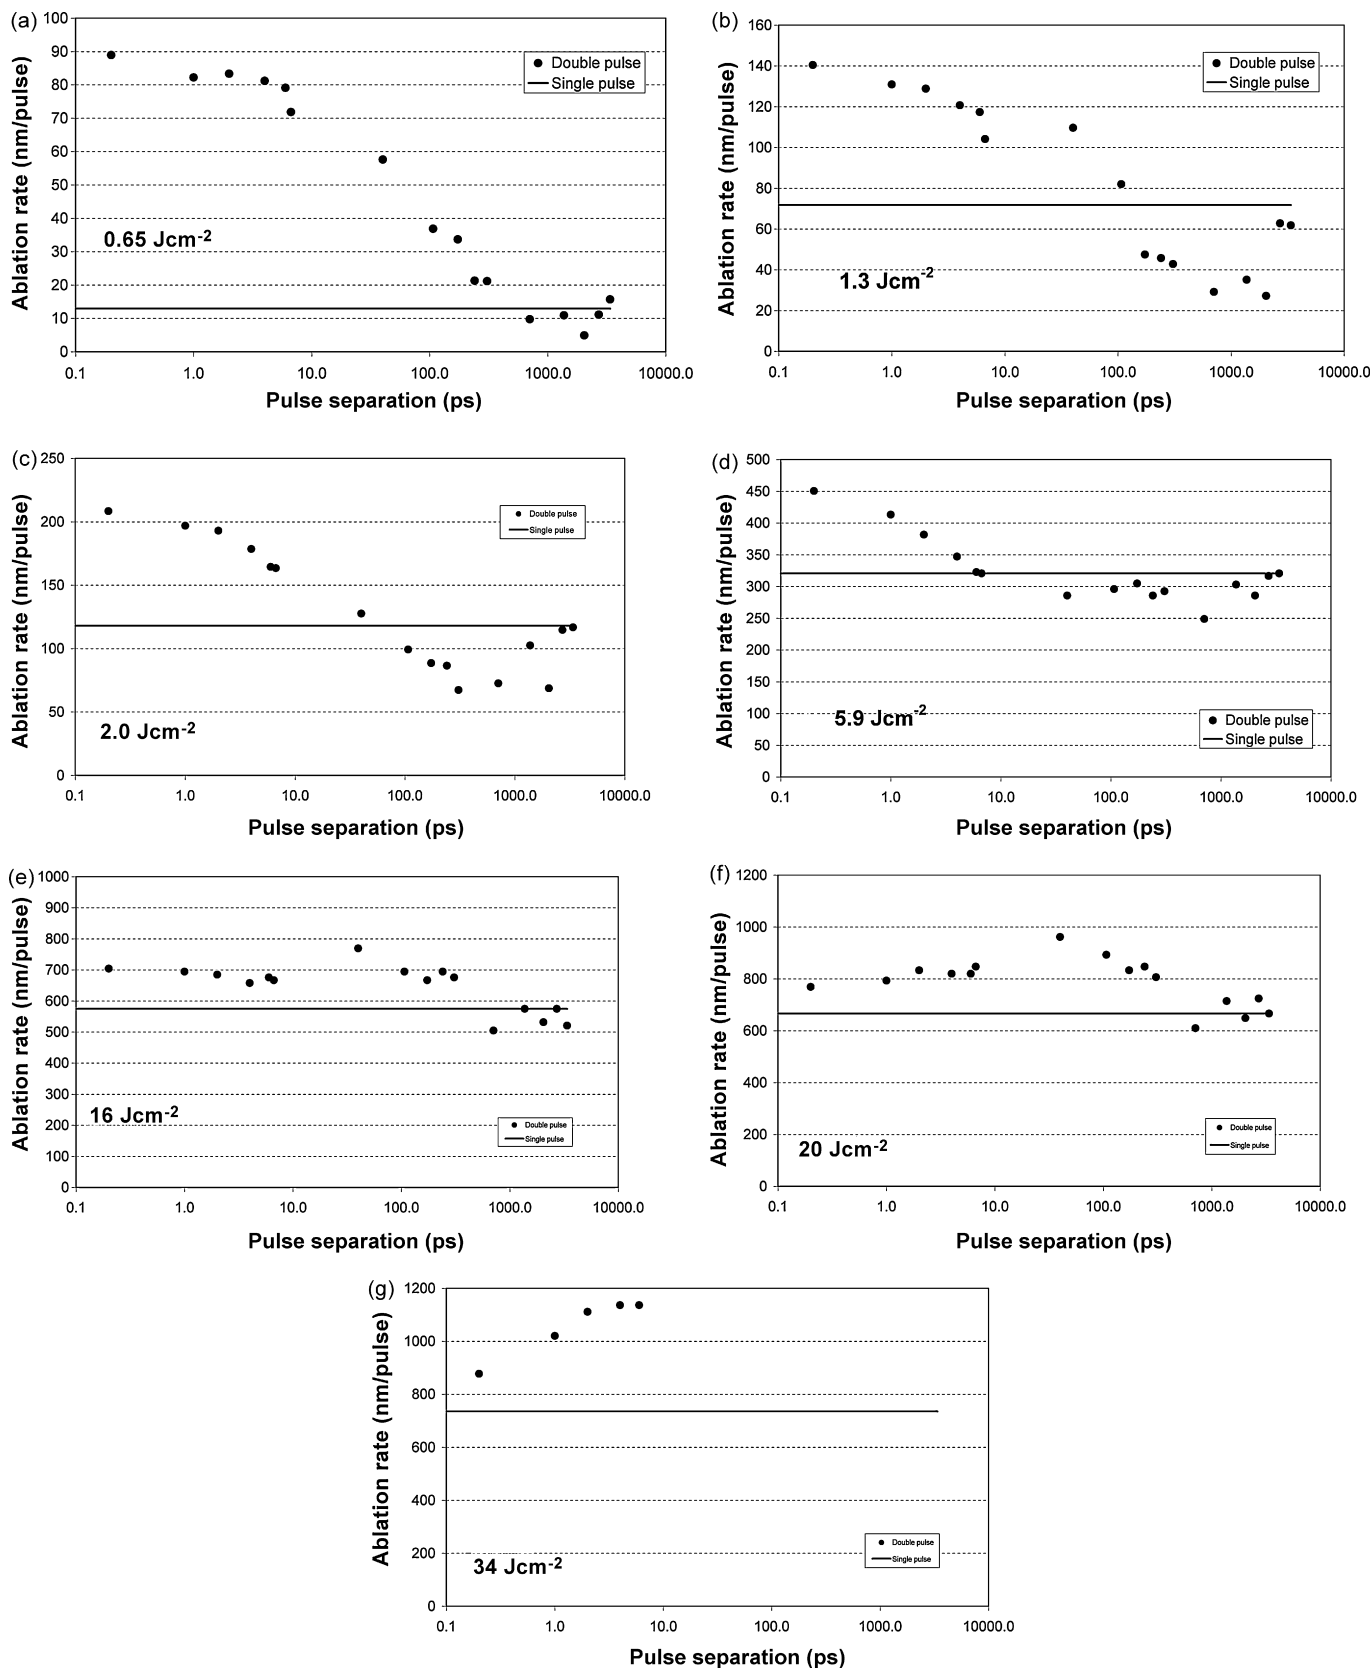 (a)
100
90
80
70
60
50
40
30
20
10
0
Ablation rate (nm/pulse)
Double pulse
Single pulse
0.65 Jcm-2
0.1 1.0 10.0 100.0 1000.0 10000.0
Pulse separation (ps)
(b)
160
140
120
100
80
60
40
20
0
Ablation rate (nm/pulse)
Double pulse
Single pulse
1.3 Jcm-2
0.1 1.0 10.0 100.0 1000.0 10000.0
Pulse separation (ps)
(c)
250
200
150
100
50
0
Ablation rate (nm/pulse)
Double pulse
Single pulse
2.0 Jcm-2
0.1 1.0 10.0 100.0 1000.0 10000.0
Pulse separation (ps)
(d)
500
450
400
350
300
250
200
150
100
50
0
Ablation rate (nm/pulse)
5.9 Jcm-2
Double pulse
Single pulse
0.1 1.0 10.0 100.0 1000.0 10000.0
Pulse separation (ps)
(e)
1000
900
800
700
600
500
400
300
200
100
0
Ablation rate (nm/pulse)
16 Jcm-2
Double pulse
Single pulse
0.1 1.0 10.0 100.0 1000.0 10000.0
Pulse separation (ps)
(f)
1200
1000
800
600
400
200
0
Ablation rate (nm/pulse)
20 Jcm-2
Double pulse
Single pulse
0.1 1.0 10.0 100.0 1000.0 10000.0
Pulse separation (ps)
(g)
1200
1000
800
600
400
200
0
Ablation rate (nm/pulse)
34 Jcm-2
Double pulse
Single pulse
0.1 1.0 10.0 100.0 1000.0 10000.0
Pulse separation (ps)